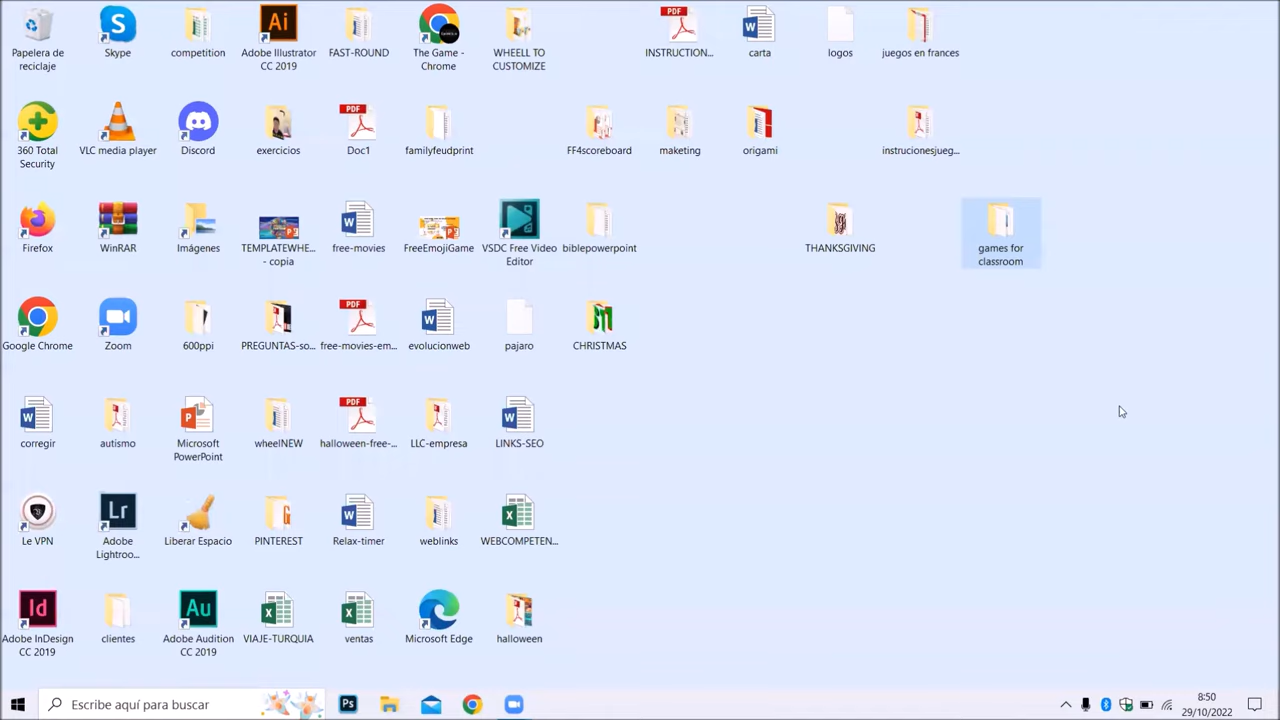 Papelera de
reciclaje
Skype
competition
Adobe Illustrator
CC 2019
FAST-ROUND
The Game -
Chrome
WHEELL TO
CUSTOMIZE
INSTRUCTION...
carta
logos
juegos en frances
360 Total
Security
VLC media player
Discord
exercicios
Doc1
familyfeudprint
FF4scoreboard
maketing
origami
instrucionesjueg...
Firefox
WinRAR
Imágenes
TEMPLATEWHE...
- copia
free-movies
FreeEmojiGame
VSDC Free Video
Editor
biblepowerpoint
THANKSGIVING
games for
classroom
Google Chrome
Zoom
600ppi
PREGUNTAS-so...
free-movies-em...
evolucionweb
pajaro
CHRISTMAS
corregir
autismo
Microsoft
PowerPoint
wheelNEW
halloween-free-...
LLC-empresa
LINKS-SEO
Le VPN
Adobe
Lightroo...
Liberar Espacio
PINTEREST
Relax-timer
weblinks
WEBCOMPETEN...
Adobe InDesign
CC 2019
clientes
Adobe Audition
CC 2019
VIAJE-TURQUIA
ventas
Microsoft Edge
halloween
Escribe aquí para buscar
8:50
29/10/2022